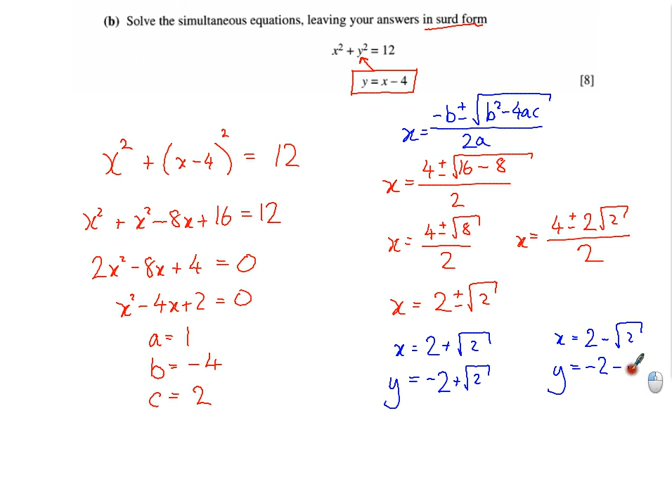 (b) Solve the simultaneous equations, leaving your answers in surd form
x² + y² = 12
y = x − 4
[8]
x² + (x − 4)² = 12
x² + x² − 8x + 16 = 12
2x² − 8x + 4 = 0
x² − 4x + 2 = 0
a = 1
b = −4
c = 2
x = (−b ± √(b² − 4ac)) / 2a
x = (4 ± √(16 − 8)) / 2
x = (4 ± √8) / 2
x = (4 ± 2√2) / 2
x = 2 ± √2
x = 2 + √2
y = −2 + √2
x = 2 − √2
y = −2 −